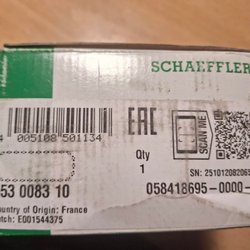 SCHAEFFLER
4 005108 501134
EAC
Qty
1
SCAN ME
SN: 251012082065
53 0083 10
058418695-0000-
Country of Origin: France
Batch: E001544375